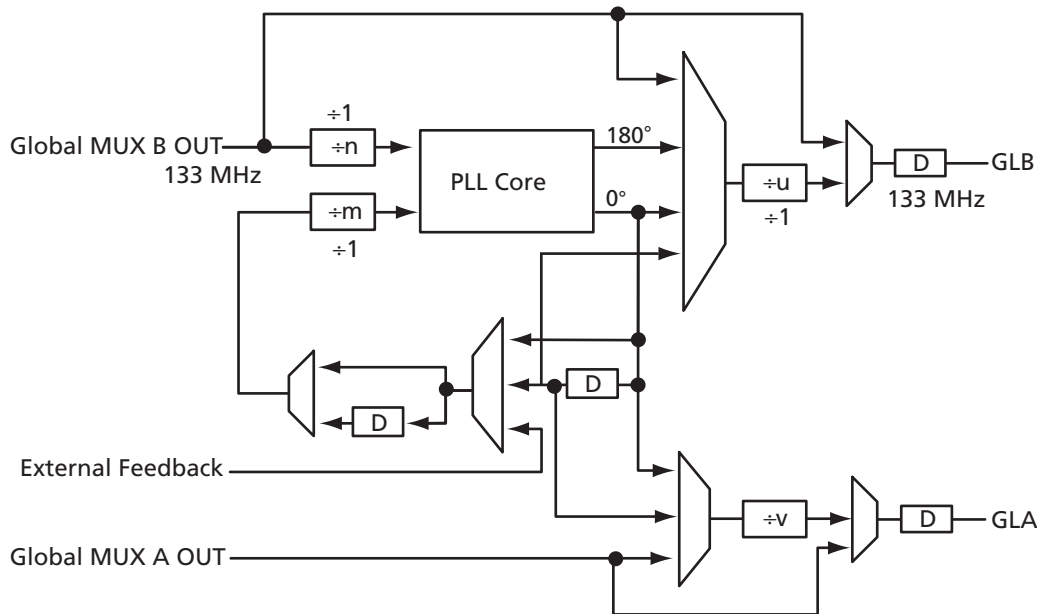 ÷1
Global MUX B OUT
÷n
133 MHz
÷m
÷1
PLL Core
180°
0°
÷u
÷1
D
GLB
133 MHz
D
D
External Feedback
÷v
D
GLA
Global MUX A OUT